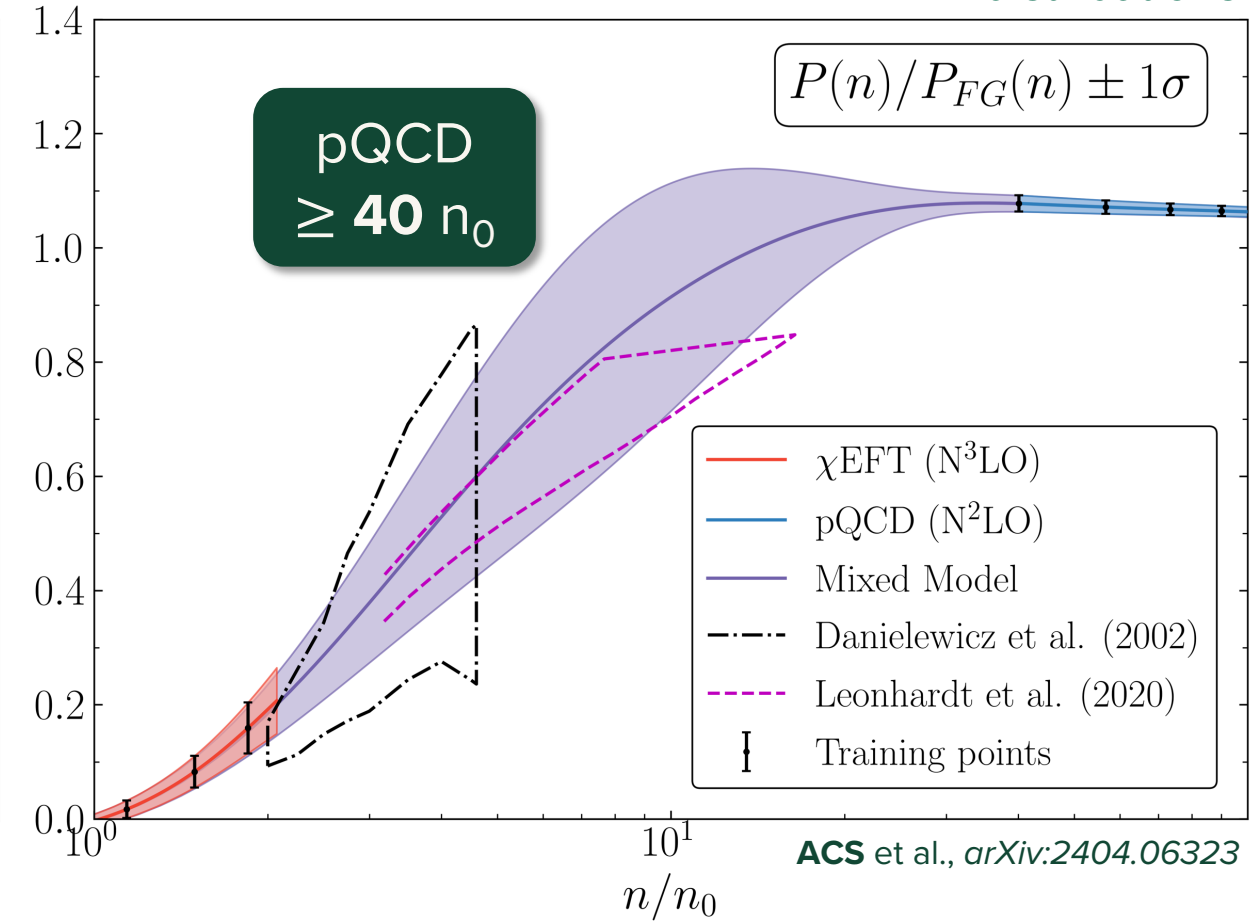 1.4
1.2
1.0
0.8
0.6
0.4
0.2
0.0
10⁰
10¹
n/n₀
P(n)/P_{FG}(n) ± 1σ
pQCD
≥ 40 n₀
χEFT (N³LO)
pQCD (N²LO)
Mixed Model
Danielewicz et al. (2002)
Leonhardt et al. (2020)
Training points
ACS et al., arXiv:2404.06323